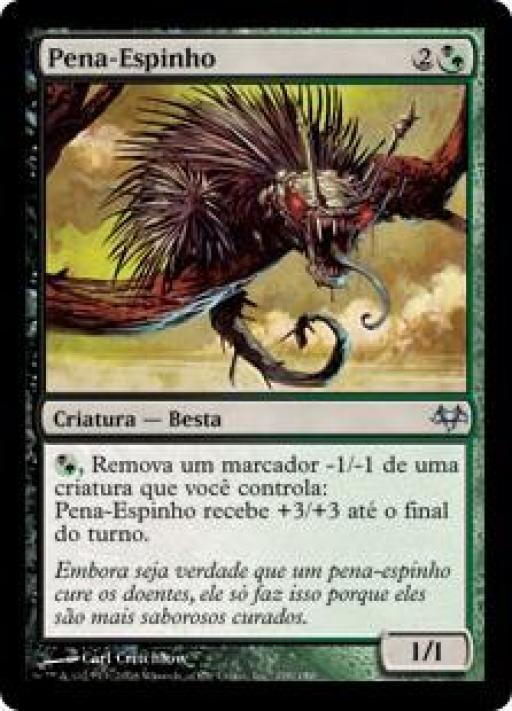 Pena-Espinho 2
Criatura — Besta
, Remova um marcador -1/-1 de uma
criatura que você controla:
Pena-Espinho recebe +3/+3 até o final
do turno.
Embora seja verdade que um pena-espinho
cure os doentes, ele só faz isso porque eles
são mais saborosos curados.
1/1
Carl Critchlow